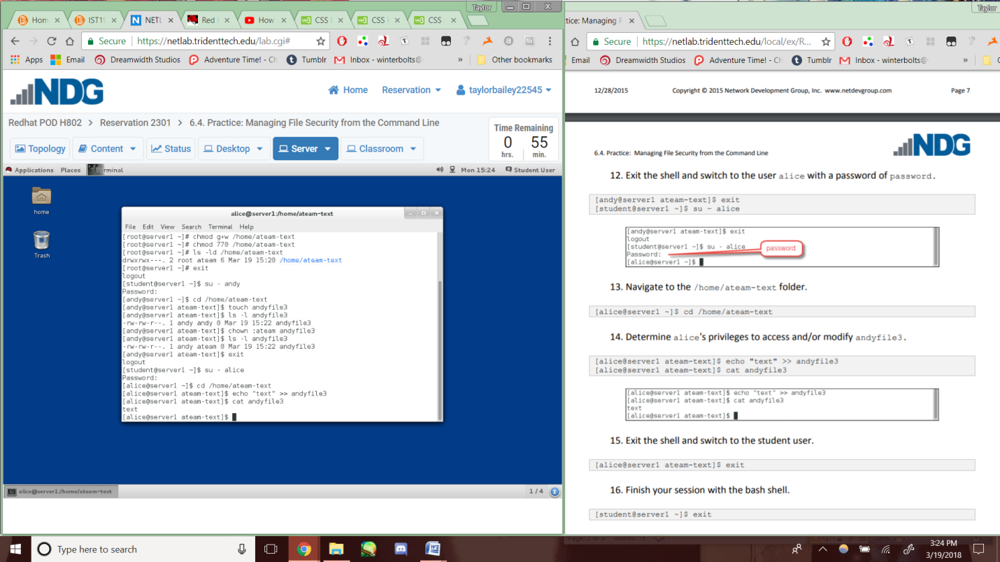 Taylor
Hom
IST19
NETL
Red
How
CSS
CSS
CSS
Secure https://netlab.tridenttech.edu/lab.cgi#
Apps Email Dreamwidth Studios Adventure Time! - Ch Tumblr Inbox - winterbolts@ » Other bookmarks
NDG
Home Reservation taylorbailey22545
Redhat POD H802 > Reservation 2301 > 6.4. Practice: Managing File Security from the Command Line
Time Remaining
0 55
hrs. min.
Topology Content Status Desktop Server Classroom
Applications Places Terminal Mon 15:24 Student User
home
Trash
alice@server1:/home/ateam-text
File Edit View Search Terminal Help
[root@server1 ~]# chmod g+w /home/ateam-text
[root@server1 ~]# chmod 770 /home/ateam-text
[root@server1 ~]# ls -ld /home/ateam-text
drwxrwx---. 2 root ateam 6 Mar 19 15:20 /home/ateam-text
[root@server1 ~]# exit
logout
[student@server1 ~]$ su - andy
Password:
[andy@server1 ~]$ cd /home/ateam-text
[andy@server1 ateam-text]$ touch andyfile3
[andy@server1 ateam-text]$ ls -l andyfile3
-rw-rw-r--. 1 andy andy 0 Mar 19 15:22 andyfile3
[andy@server1 ateam-text]$ chown :ateam andyfile3
[andy@server1 ateam-text]$ ls -l andyfile3
-rw-rw-r--. 1 andy ateam 0 Mar 19 15:22 andyfile3
[andy@server1 ateam-text]$ exit
logout
[student@server1 ~]$ su - alice
Password:
[alice@server1 ~]$ cd /home/ateam-text
[alice@server1 ateam-text]$ echo "text" >> andyfile3
[alice@server1 ateam-text]$ cat andyfile3
text
[alice@server1 ateam-text]$
alice@server1:/home/ateam-text 1 / 4
Taylor
tice: Managing F
Secure https://netlab.tridenttech.edu/local/ex/R...
Email Dreamwidth Studios Adventure Time! - Ch Tumblr Inbox - winterbolts@ »
12/28/2015 Copyright © 2015 Network Development Group, Inc. www.netdevgroup.com Page 7
6.4. Practice: Managing File Security from the Command Line
NDG
12. Exit the shell and switch to the user alice with a password of password.
[andy@server1 ateam-text]$ exit
[student@server1 ~]$ su - alice
[andy@server1 ateam-text]$ exit
logout
[student@server1 ~]$ su - alice
Password:
password
[alice@server1 ~]$
13. Navigate to the /home/ateam-text folder.
[alice@server1 ~]$ cd /home/ateam-text
14. Determine alice's privileges to access and/or modify andyfile3.
[alice@server1 ateam-text]$ echo "text" >> andyfile3
[alice@server1 ateam-text]$ cat andyfile3
[alice@server1 ateam-text]$ echo "text" >> andyfile3
[alice@server1 ateam-text]$ cat andyfile3
text
[alice@server1 ateam-text]$
15. Exit the shell and switch to the student user.
[alice@server1 ateam-text]$ exit
16. Finish your session with the bash shell.
[student@server1 ~]$ exit
Type here to search
3:24 PM
3/19/2018